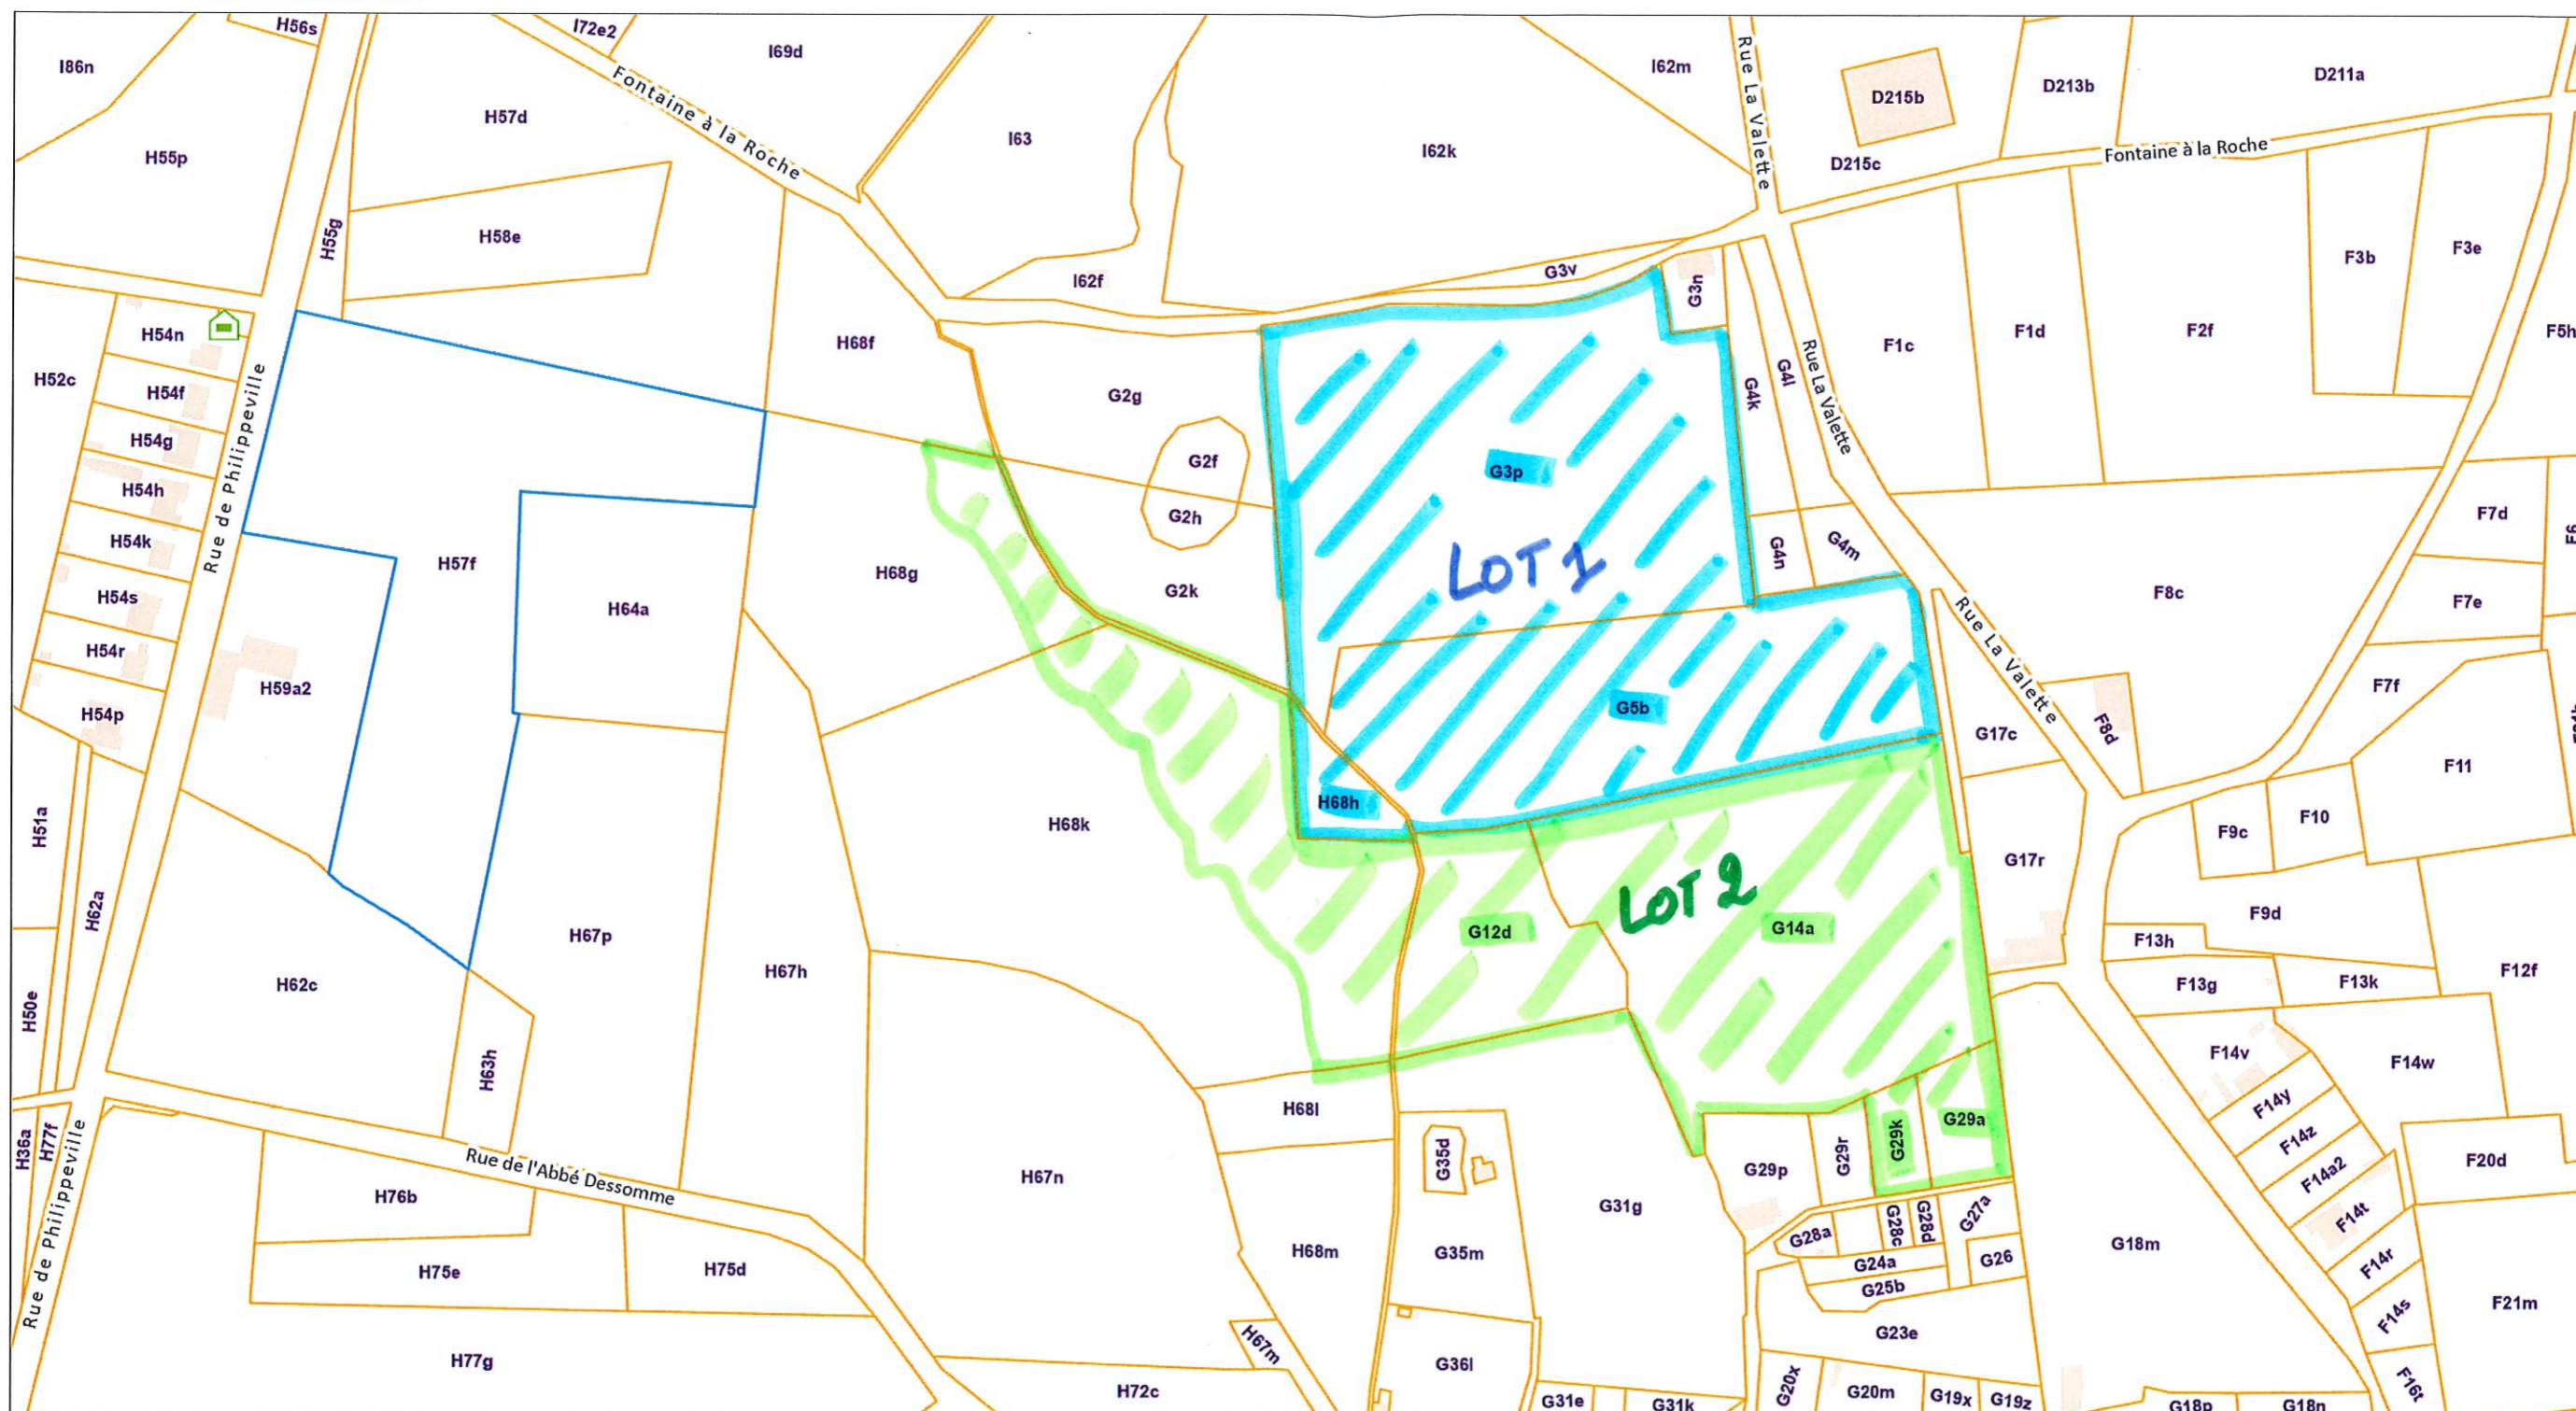 H56s
I72e2
I86n
I69d
I62m
Rue La Valette
D215b
D213b
D211a
Fontaine à la Roche
H57d
H55p
I63
I62k
D215c
Fontaine à la Roche
H55g
H58e
I62f
G3v
G3n
F3b
F3e
H54n
H68f
G4l
Rue La Valette
F1c
F1d
F2f
F5h
H52c
H54f
G2g
G4k
H54g
Rue de Philippeville
G2f
G3p
H54h
G2h
F7d
H54k
H57f
H68g
LOT 1
G4n
G4m
H54s
H64a
G2k
F8c
F7e
H54r
Rue La Valette
H59a2
G5b
F7f
H54p
G17c
F8d
F11
H51a
H68k
H68h
F9c
F10
G17r
LOT 2
H62a
H67p
G12d
G14a
F9d
F13h
H67h
F12f
H62c
F13g
F13k
H50e
H63h
F14v
F14w
H68l
F14y
G29a
H36a
H77f
G35d
G29p
G29r
G29k
F14z
F20d
Rue de l'Abbé Dessomme
H67n
F14a2
H76b
G31g
G27a
F14t
Rue de Philippeville
G28a
G28c
G28d
H68m
G35m
G18m
H75e
H75d
G24a
G26
F14r
G25b
F21m
F14s
G23e
H67m
H77g
G36l
H72c
G20x
G20m
G19x
G19z
F16t
G31e
G31k
G18p
G18n